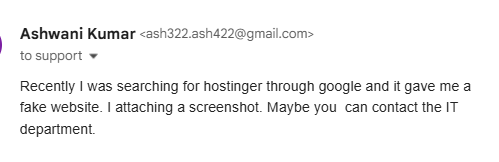 Ashwani Kumar <ash322.ash422@gmail.com>
to support
Recently I was searching for hostinger through google and it gave me a
fake website. I attaching a screenshot. Maybe you  can contact the IT
department.